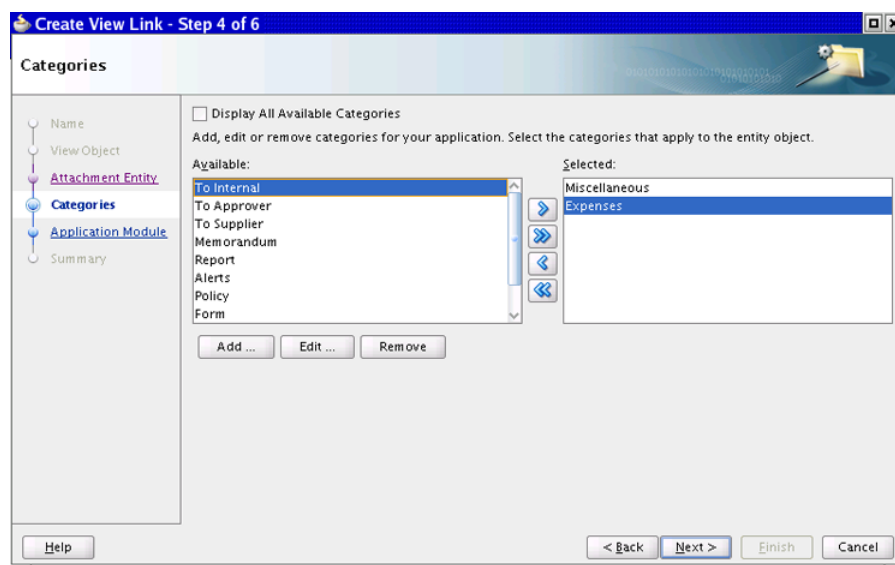 Create View Link - Step 4 of 6
Categories
Name
View Object
Attachment Entity
Categories
Application Module
Summary
Display All Available Categories
Add, edit or remove categories for your application. Select the categories that apply to the entity object.
Available:
To Internal
To Approver
To Supplier
Memorandum
Report
Alerts
Policy
Form
Selected:
Miscellaneous
Expenses
Add ... Edit ... Remove
Help < Back Next > Finish Cancel